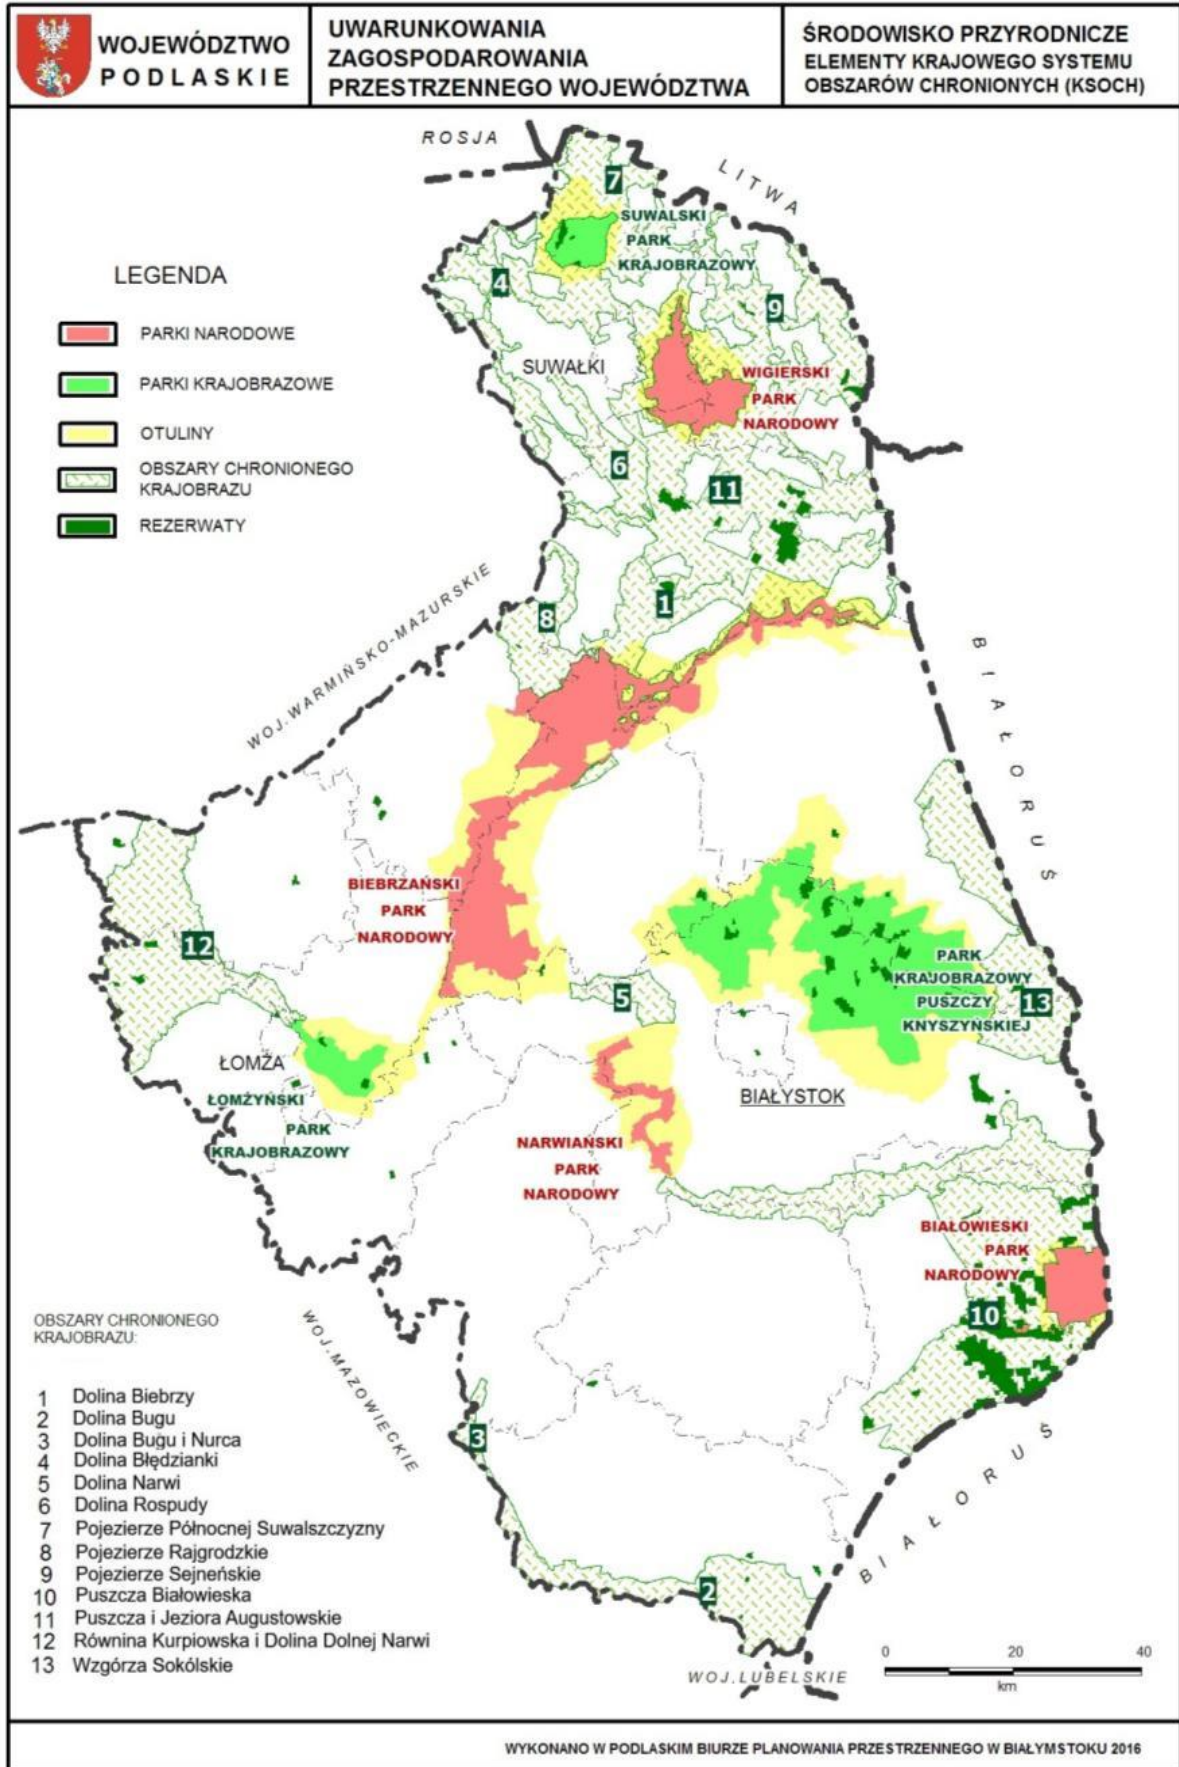 WOJEWÓDZTWO
PODLASKIE
UWARUNKOWANIA
ZAGOSPODAROWANIA
PRZESTRZENNEGO WOJEWÓDZTWA
ŚRODOWISKO PRZYRODNICZE
ELEMENTY KRAJOWEGO SYSTEMU
OBSZARÓW CHRONIONYCH (KSOCH)
ROSJA
LITWA
7
SUWALSKI
PARK
KRAJOBRAZOWY
LEGENDA
4
9
PARKI NARODOWE
SUWAŁKI
WIGIERSKI
PARK
NARODOWY
PARKI KRAJOBRAZOWE
OTULINY
OBSZARY CHRONIONEGO
KRAJOBRAZU
REZERWATY
6
11
1
8
WOJ.WARMIŃSKO-MAZURSKIE
BIAŁORUŚ
BIEBRZAŃSKI
PARK
NARODOWY
12
5
PARK
KRAJOBRAZOWY
PUSZCZY
KNYSZYŃSKIEJ
13
ŁOMŻA
ŁOMŻYŃSKI
PARK
KRAJOBRAZOWY
BIAŁYSTOK
NARWIAŃSKI
PARK
NARODOWY
BIAŁOWIESKI
PARK
NARODOWY
10
WOJ.MAZOWIECKIE
3
BIAŁORUŚ
2
WOJ.LUBELSKIE
OBSZARY CHRONIONEGO
KRAJOBRAZU:
1 Dolina Biebrzy
2 Dolina Bugu
3 Dolina Bugu i Nurca
4 Dolina Błędzianki
5 Dolina Narwi
6 Dolina Rospudy
7 Pojezierze Północnej Suwalszczyzny
8 Pojezierze Rajgrodzkie
9 Pojezierze Sejneńskie
10 Puszcza Białowieska
11 Puszcza i Jeziora Augustowskie
12 Równina Kurpiowska i Dolina Dolnej Narwi
13 Wzgórza Sokólskie
0 20 40
km
WYKONANO W PODLASKIM BIURZE PLANOWANIA PRZESTRZENNEGO W BIAŁYMSTOKU 2016